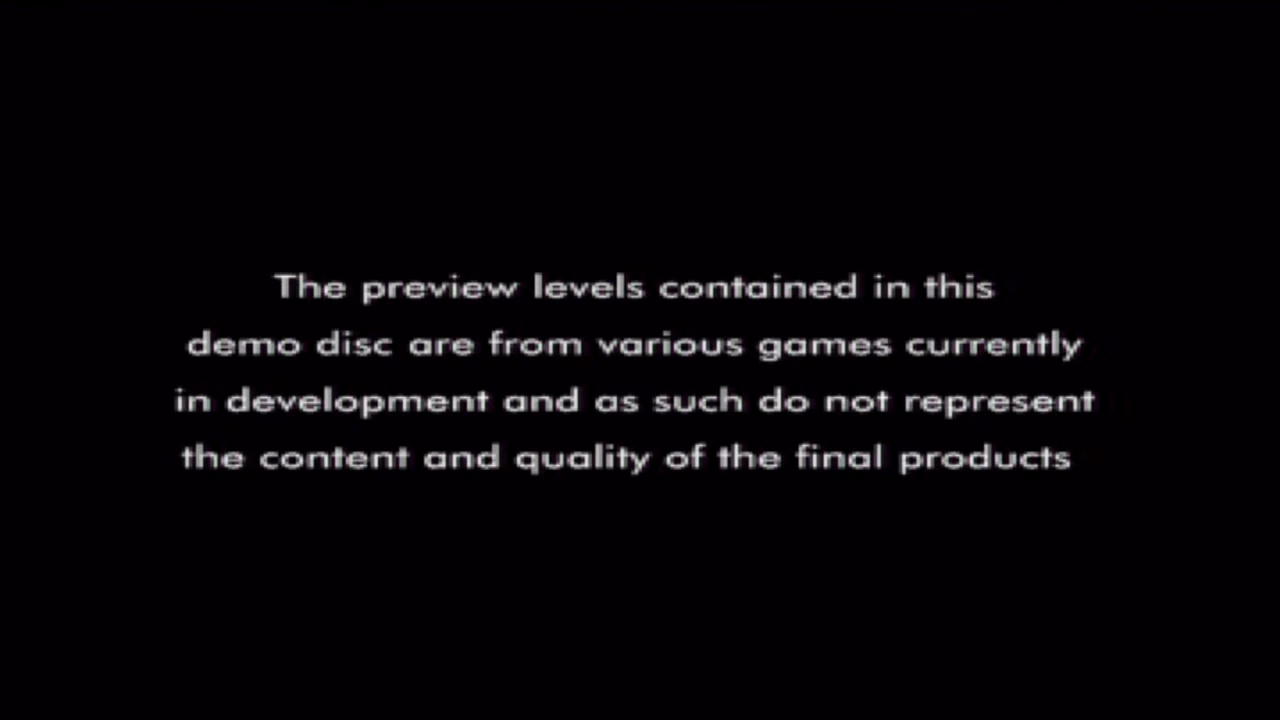 The preview levels contained in this
demo disc are from various games currently
in development and as such do not represent
the content and quality of the final products